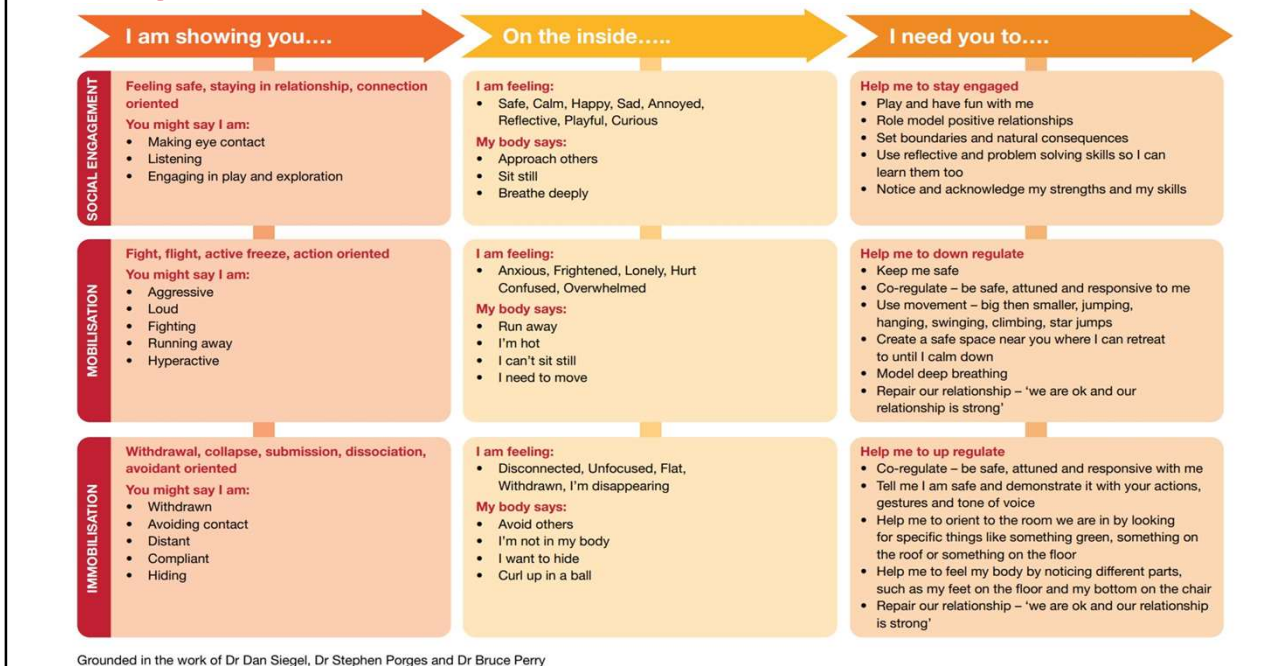 I am showing you....
On the inside.....
I need you to....
SOCIAL ENGAGEMENT
Feeling safe, staying in relationship, connection
oriented
You might say I am:
• Making eye contact
• Listening
• Engaging in play and exploration
I am feeling:
• Safe, Calm, Happy, Sad, Annoyed,
Reflective, Playful, Curious
My body says:
• Approach others
• Sit still
• Breathe deeply
Help me to stay engaged
• Play and have fun with me
• Role model positive relationships
• Set boundaries and natural consequences
• Use reflective and problem solving skills so I can
learn them too
• Notice and acknowledge my strengths and my skills
MOBILISATION
Fight, flight, active freeze, action oriented
You might say I am:
• Aggressive
• Loud
• Fighting
• Running away
• Hyperactive
I am feeling:
• Anxious, Frightened, Lonely, Hurt
Confused, Overwhelmed
My body says:
• Run away
• I'm hot
• I can't sit still
• I need to move
Help me to down regulate
• Keep me safe
• Co-regulate – be safe, attuned and responsive to me
• Use movement – big then smaller, jumping,
hanging, swinging, climbing, star jumps
• Create a safe space near you where I can retreat
to until I calm down
• Model deep breathing
• Repair our relationship – 'we are ok and our
relationship is strong'
IMMOBILISATION
Withdrawal, collapse, submission, dissociation,
avoidant oriented
You might say I am:
• Withdrawn
• Avoiding contact
• Distant
• Compliant
• Hiding
I am feeling:
• Disconnected, Unfocused, Flat,
Withdrawn, I'm disappearing
My body says:
• Avoid others
• I'm not in my body
• I want to hide
• Curl up in a ball
Help me to up regulate
• Co-regulate – be safe, attuned and responsive with me
• Tell me I am safe and demonstrate it with your actions,
gestures and tone of voice
• Help me to orient to the room we are in by looking
for specific things like something green, something on
the roof or something on the floor
• Help me to feel my body by noticing different parts,
such as my feet on the floor and my bottom on the chair
• Repair our relationship – 'we are ok and our relationship
is strong'
Grounded in the work of Dr Dan Siegel, Dr Stephen Porges and Dr Bruce Perry